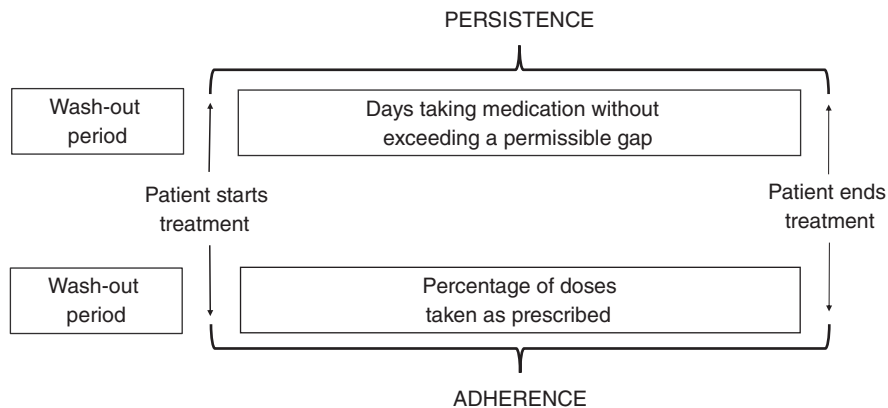 PERSISTENCE
Wash-out
period
Days taking medication without
exceeding a permissible gap
Patient starts
treatment
Patient ends
treatment
Wash-out
period
Percentage of doses
taken as prescribed
ADHERENCE